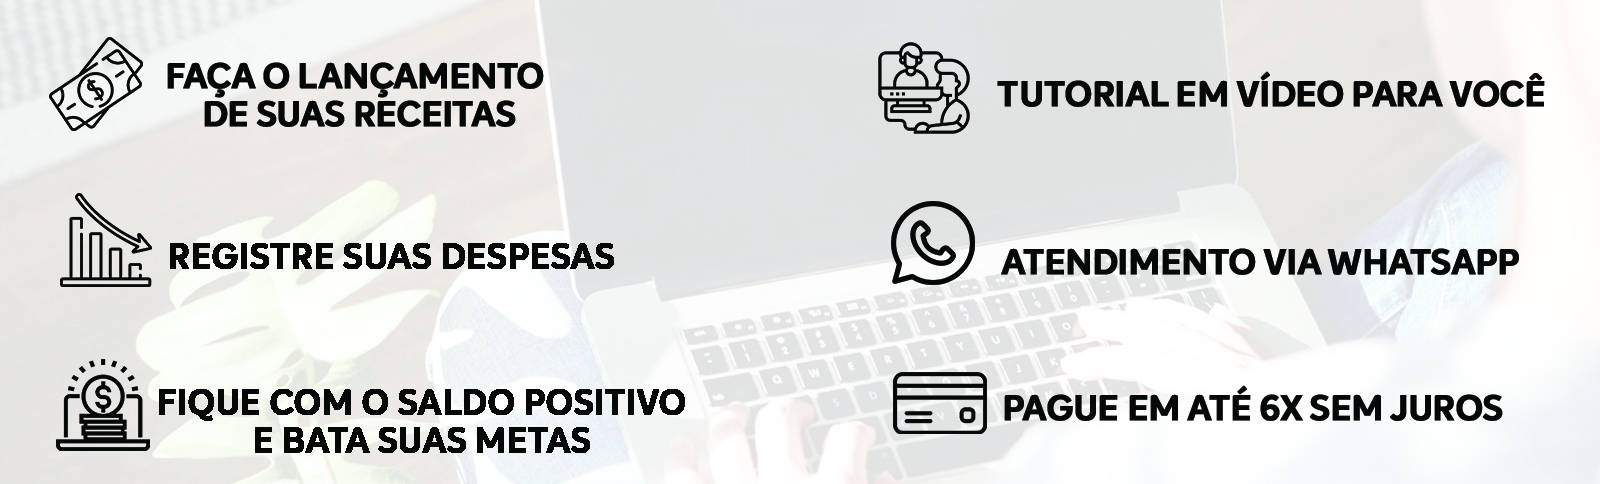 FAÇA O LANÇAMENTO
DE SUAS RECEITAS
REGISTRE SUAS DESPESAS
FIQUE COM O SALDO POSITIVO
E BATA SUAS METAS
TUTORIAL EM VÍDEO PARA VOCÊ
ATENDIMENTO VIA WHATSAPP
PAGUE EM ATÉ 6X SEM JUROS